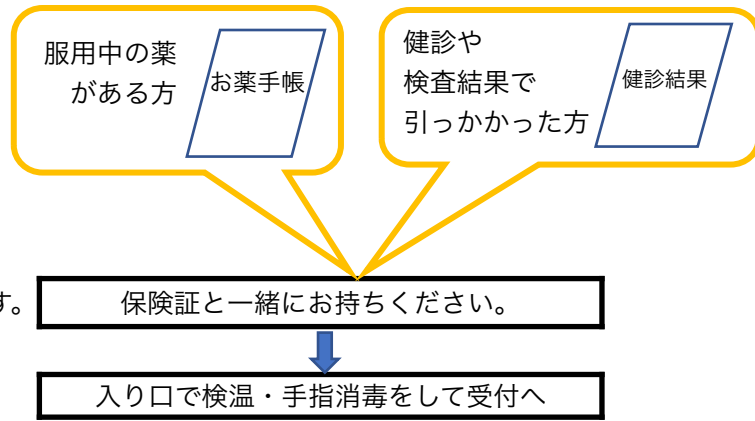 服用中の薬
がある方
お薬手帳
健診や
検査結果で
引っかかった方
健診結果
す。
保険証と一緒にお持ちください。
入り口で検温・手指消毒をして受付へ